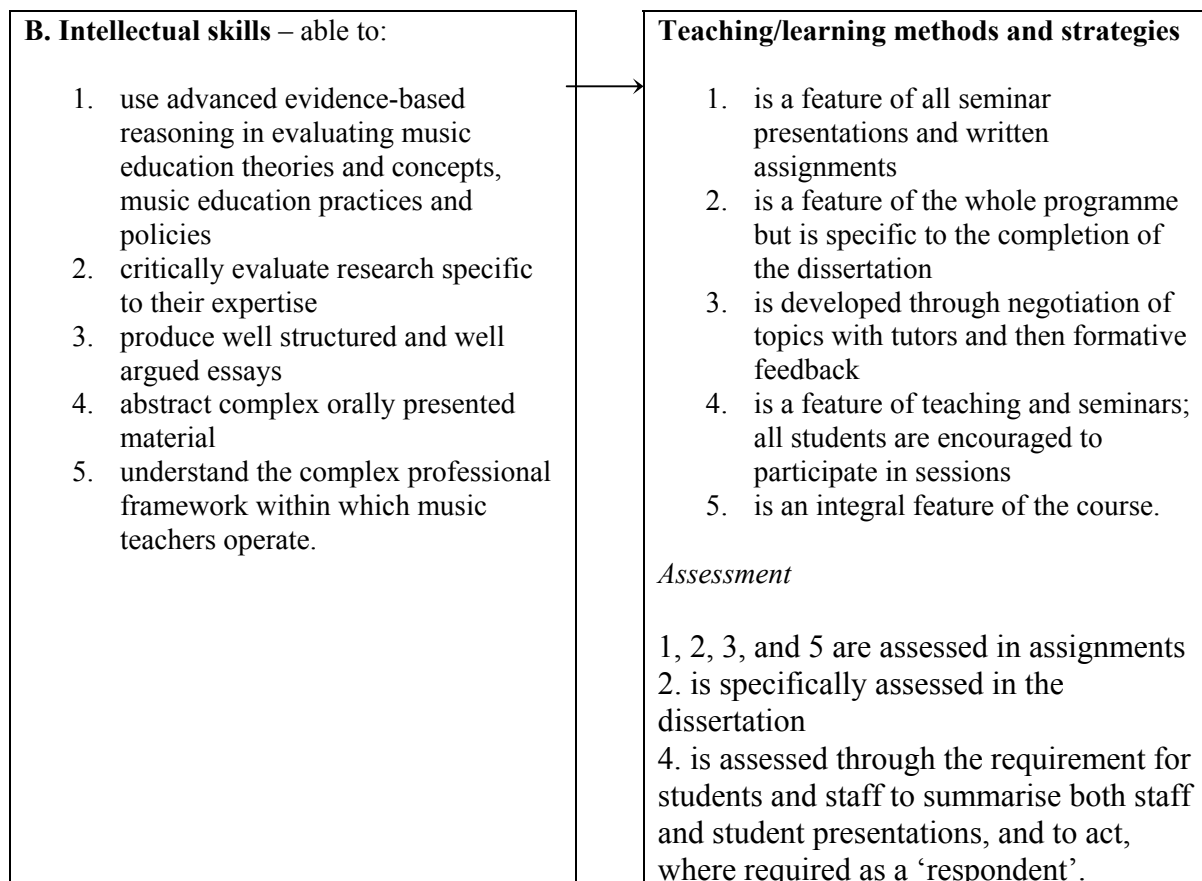 B. Intellectual skills – able to:
1. use advanced evidence-based
reasoning in evaluating music
education theories and concepts,
music education practices and
policies
2. critically evaluate research specific
to their expertise
3. produce well structured and well
argued essays
4. abstract complex orally presented
material
5. understand the complex professional
framework within which music
teachers operate.
Teaching/learning methods and strategies
1. is a feature of all seminar
presentations and written
assignments
2. is a feature of the whole programme
but is specific to the completion of
the dissertation
3. is developed through negotiation of
topics with tutors and then formative
feedback
4. is a feature of teaching and seminars;
all students are encouraged to
participate in sessions
5. is an integral feature of the course.
Assessment
1, 2, 3, and 5 are assessed in assignments
2. is specifically assessed in the
dissertation
4. is assessed through the requirement for
students and staff to summarise both staff
and student presentations, and to act,
where required as a ‘respondent’.